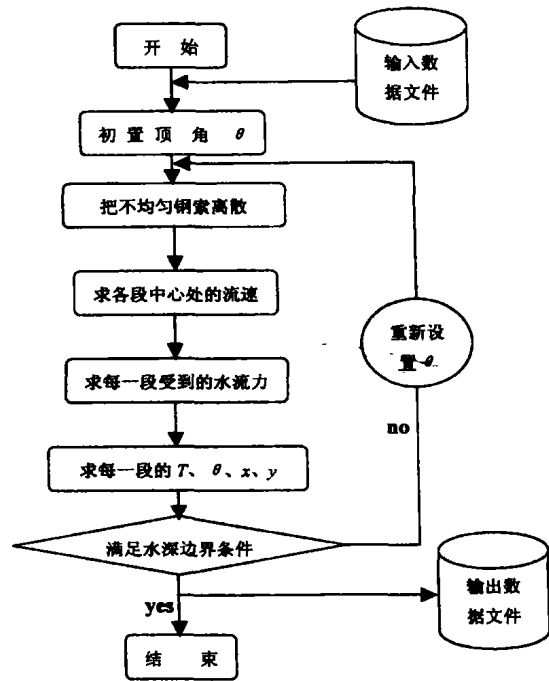 开 始
输入数
据文件
初 置 顶 角 θ
把不均匀钢索离散
求各段中心处的流速
重新设
置 θ
求每一段受到的水流力
no
求每一段的 T、θ、x、y
满足水深边界条件
输出数
据文件
yes
结 束